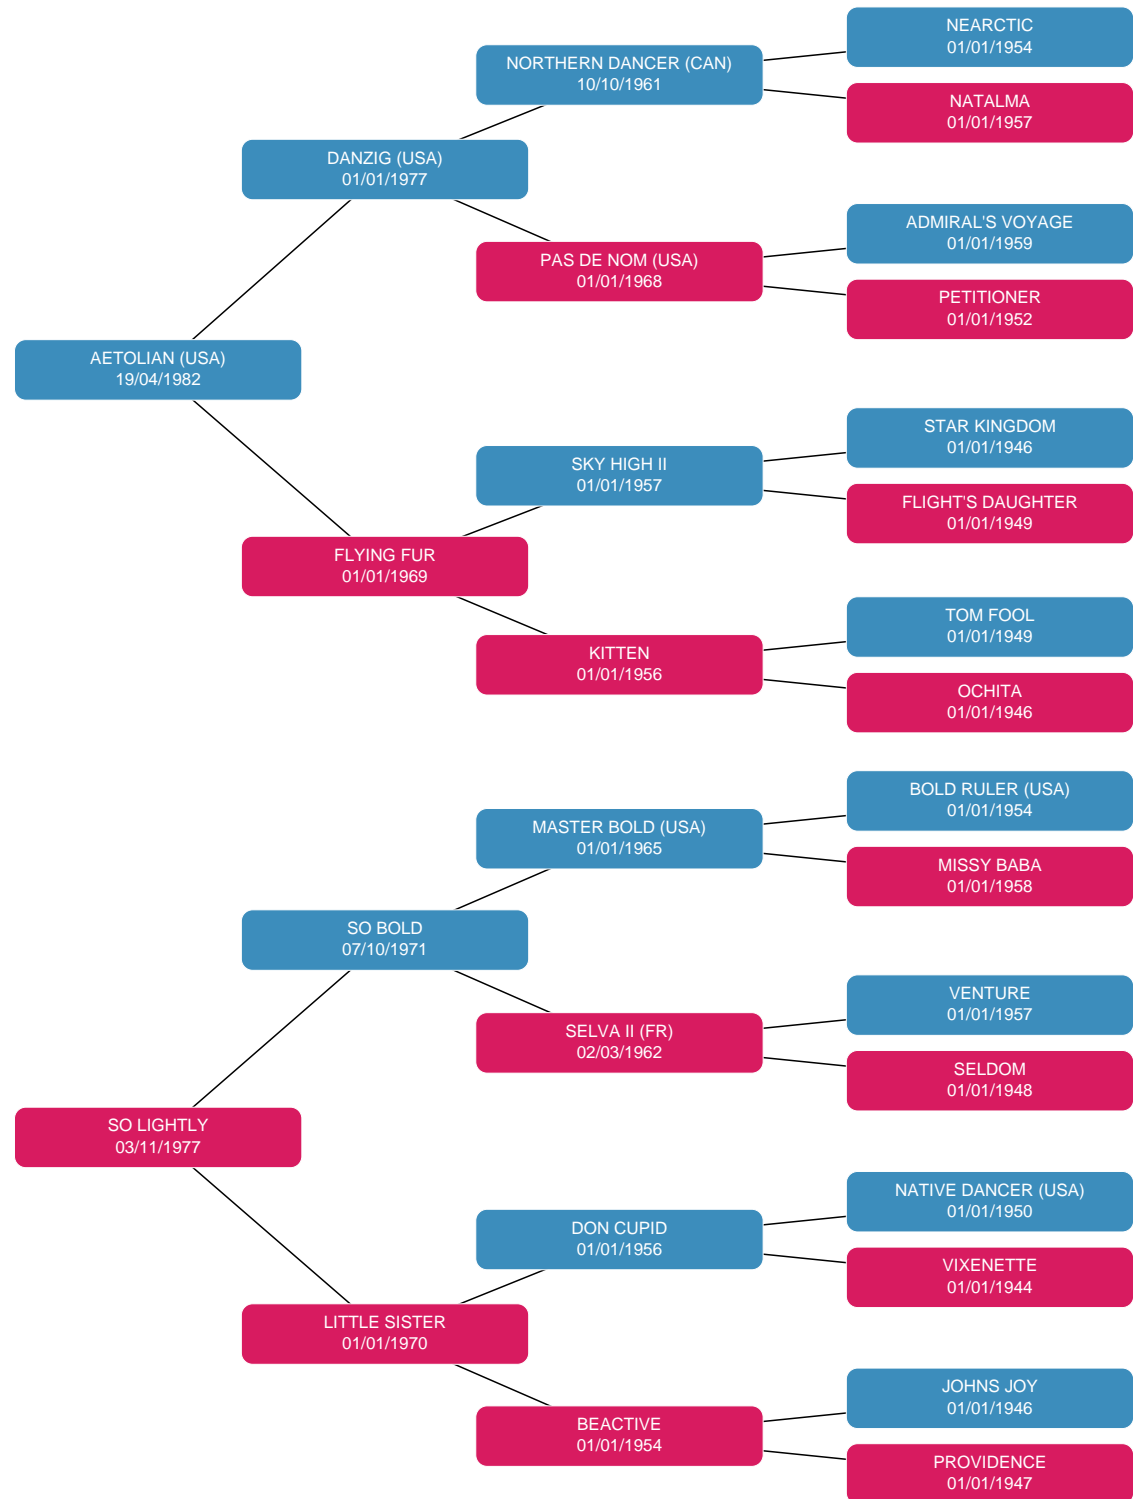 NEARCTIC
01/01/1954
NORTHERN DANCER (CAN)
10/10/1961
NATALMA
01/01/1957
DANZIG (USA)
01/01/1977
ADMIRAL'S VOYAGE
01/01/1959
PAS DE NOM (USA)
01/01/1968
PETITIONER
01/01/1952
AETOLIAN (USA)
19/04/1982
STAR KINGDOM
01/01/1946
SKY HIGH II
01/01/1957
FLIGHT'S DAUGHTER
01/01/1949
FLYING FUR
01/01/1969
TOM FOOL
01/01/1949
KITTEN
01/01/1956
OCHITA
01/01/1946
BOLD RULER (USA)
01/01/1954
MASTER BOLD (USA)
01/01/1965
MISSY BABA
01/01/1958
SO BOLD
07/10/1971
VENTURE
01/01/1957
SELVA II (FR)
02/03/1962
SELDOM
01/01/1948
SO LIGHTLY
03/11/1977
NATIVE DANCER (USA)
01/01/1950
DON CUPID
01/01/1956
VIXENETTE
01/01/1944
LITTLE SISTER
01/01/1970
JOHNS JOY
01/01/1946
BEACTIVE
01/01/1954
PROVIDENCE
01/01/1947